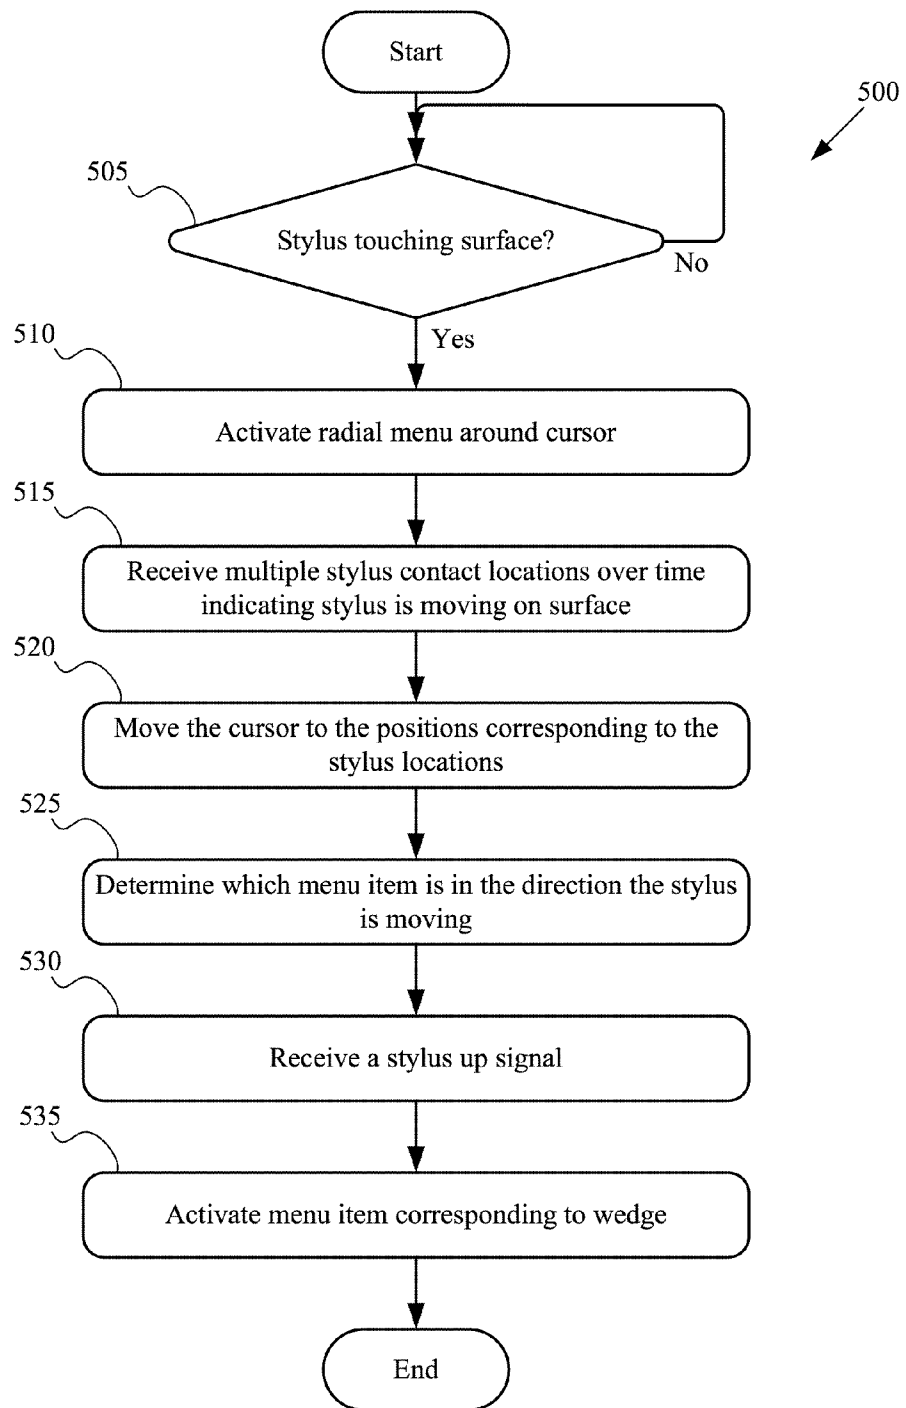 Start
500
505
Stylus touching surface?
No
Yes
510
Activate radial menu around cursor
515
Receive multiple stylus contact locations over time
indicating stylus is moving on surface
520
Move the cursor to the positions corresponding to the
stylus locations
525
Determine which menu item is in the direction the stylus
is moving
530
Receive a stylus up signal
535
Activate menu item corresponding to wedge
End